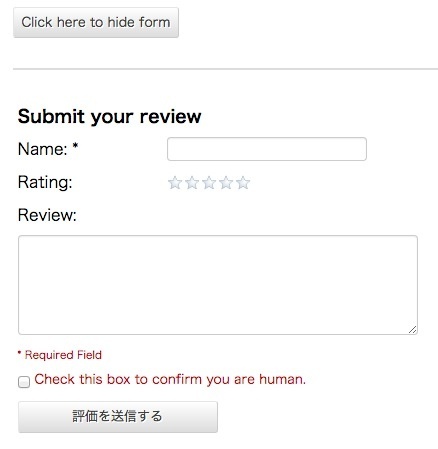 Click here to hide form
Submit your review
Name: *
Rating:
Review:
* Required Field
Check this box to confirm you are human.
評価を送信する